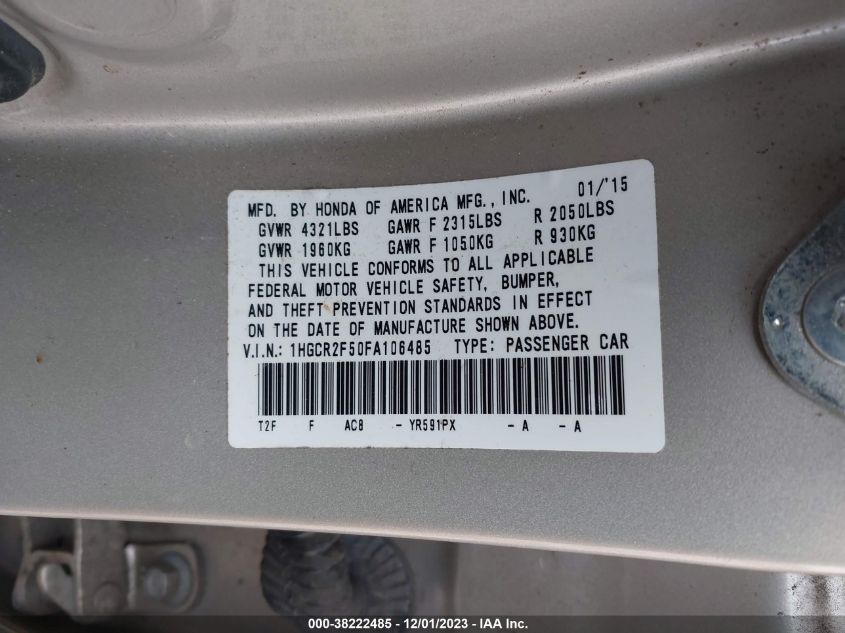 MFD. BY HONDA OF AMERICA MFG., INC. 01/'15
GVWR 4321LBS GAWR F 2315LBS R 2050LBS
GVWR 1960KG GAWR F 1050KG R 930KG
THIS VEHICLE CONFORMS TO ALL APPLICABLE
FEDERAL MOTOR VEHICLE SAFETY, BUMPER,
AND THEFT PREVENTION STANDARDS IN EFFECT
ON THE DATE OF MANUFACTURE SHOWN ABOVE.
V.I.N.: 1HGCR2F50FA106485 TYPE: PASSENGER CAR
T2F F AC8 - YR591PX - A - A
000-38222485 - 12/01/2023 - IAA Inc.